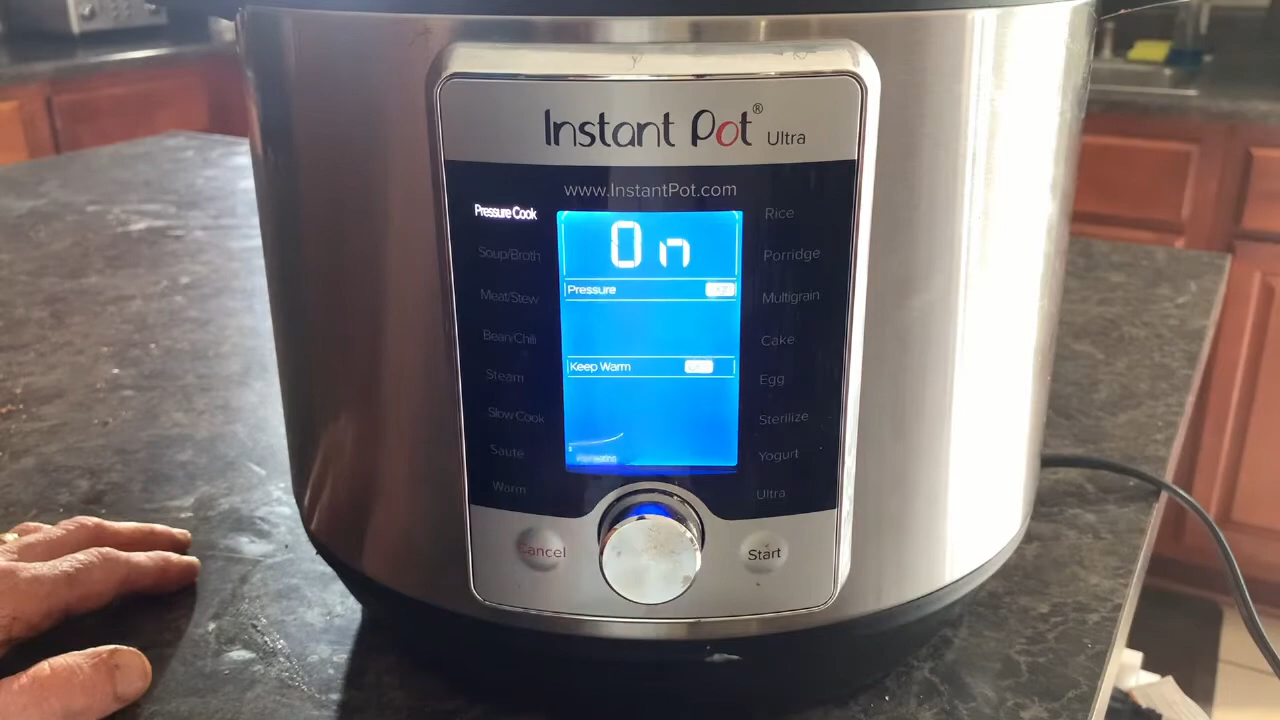 Instant Pot® Ultra
www.InstantPot.com
Pressure Cook
Soup/Broth
Meat/Stew
Bean/Chili
Steam
Slow Cook
Saute
Warm
On
Pressure
Keep Warm
Rice
Porridge
Multigrain
Cake
Egg
Sterilize
Yogurt
Ultra
Cancel
Start